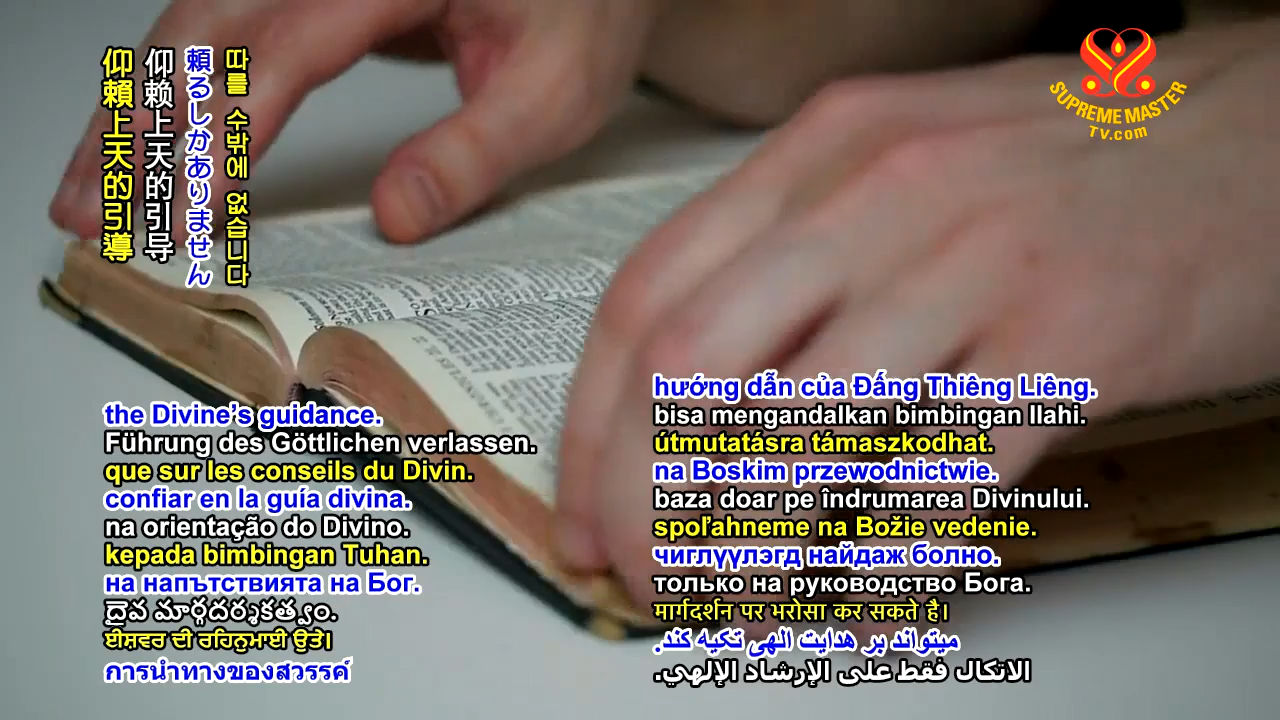 仰賴上天的引導
仰赖上天的引导
頼るしかありません
따를 수밖에 없습니다
SUPREME MASTER
TV.com
the Divine’s guidance.
Führung des Göttlichen verlassen.
que sur les conseils du Divin.
confiar en la guía divina.
na orientação do Divino.
kepada bimbingan Tuhan.
на напътствията на Бог.
దైవ మార్గదర్శకత్వం.
ਈਸ਼ਵਰ ਦੀ ਰਹਿਨੁਮਾਈ ਉਤੇ।
การนำทางของสวรรค์
hướng dẫn của Đấng Thiêng Liêng.
bisa mengandalkan bimbingan Ilahi.
útmutatásra támaszkodhat.
na Boskim przewodnictwie.
baza doar pe îndrumarea Divinului.
spoľahneme na Božie vedenie.
чиглүүлэгд найдаж болно.
только на руководство Бога.
मार्गदर्शन पर भरोसा कर सकते है।
میتواند بر هدایت الهی تکیه کند.
الاتكال فقط على الإرشاد الإلهي.